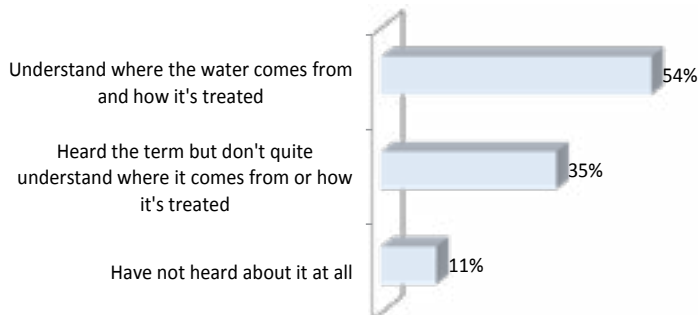 Understand where the water comes from
and how it's treated
54%
Heard the term but don't quite
understand where it comes from or how
it's treated
35%
Have not heard about it at all
11%